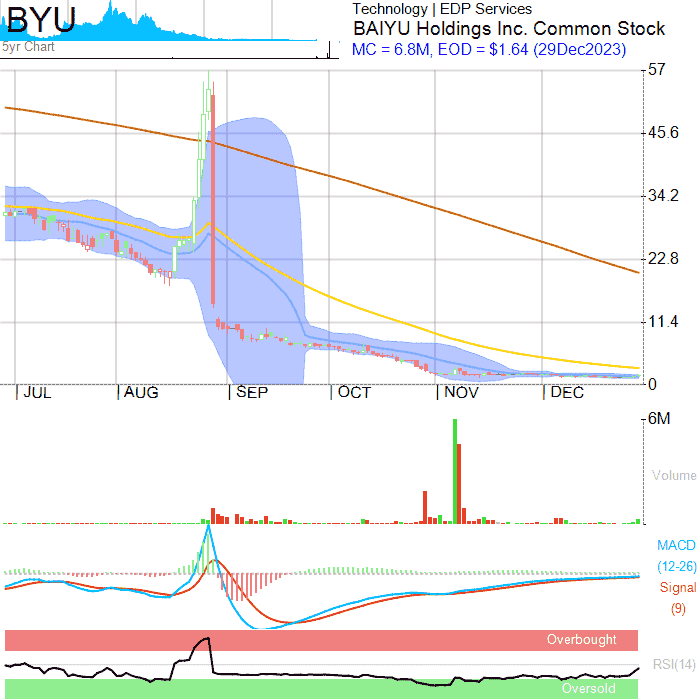 BYU
Technology | EDP Services
BAIYU Holdings Inc. Common Stock
5yr Chart
MC = 6.8M, EOD = $1.64 (29Dec2023)
57
45.6
34.2
22.8
11.4
0
JUL AUG SEP OCT NOV DEC
6M
Volume
MACD
(12-26)
Signal
(9)
Overbought
RSI(14)
Oversold